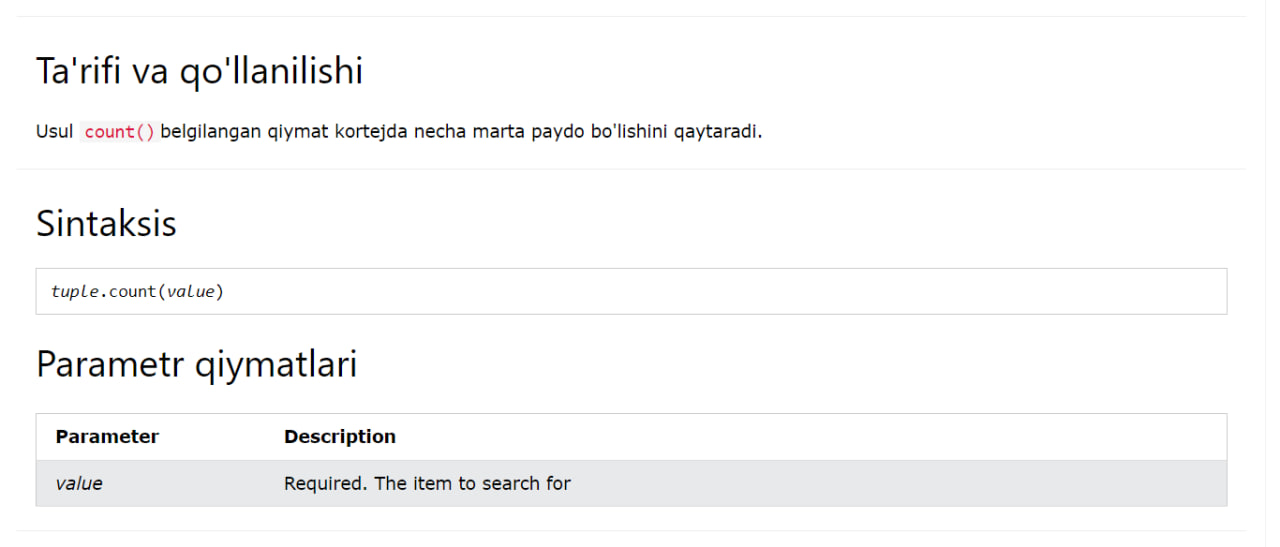 Ta'rifi va qo'llanilishi
Usul count() belgilangan qiymat kortejda necha marta paydo bo'lishini qaytaradi.
Sintaksis
tuple.count(value)
Parametr qiymatlari
Parameter Description
value Required. The item to search for